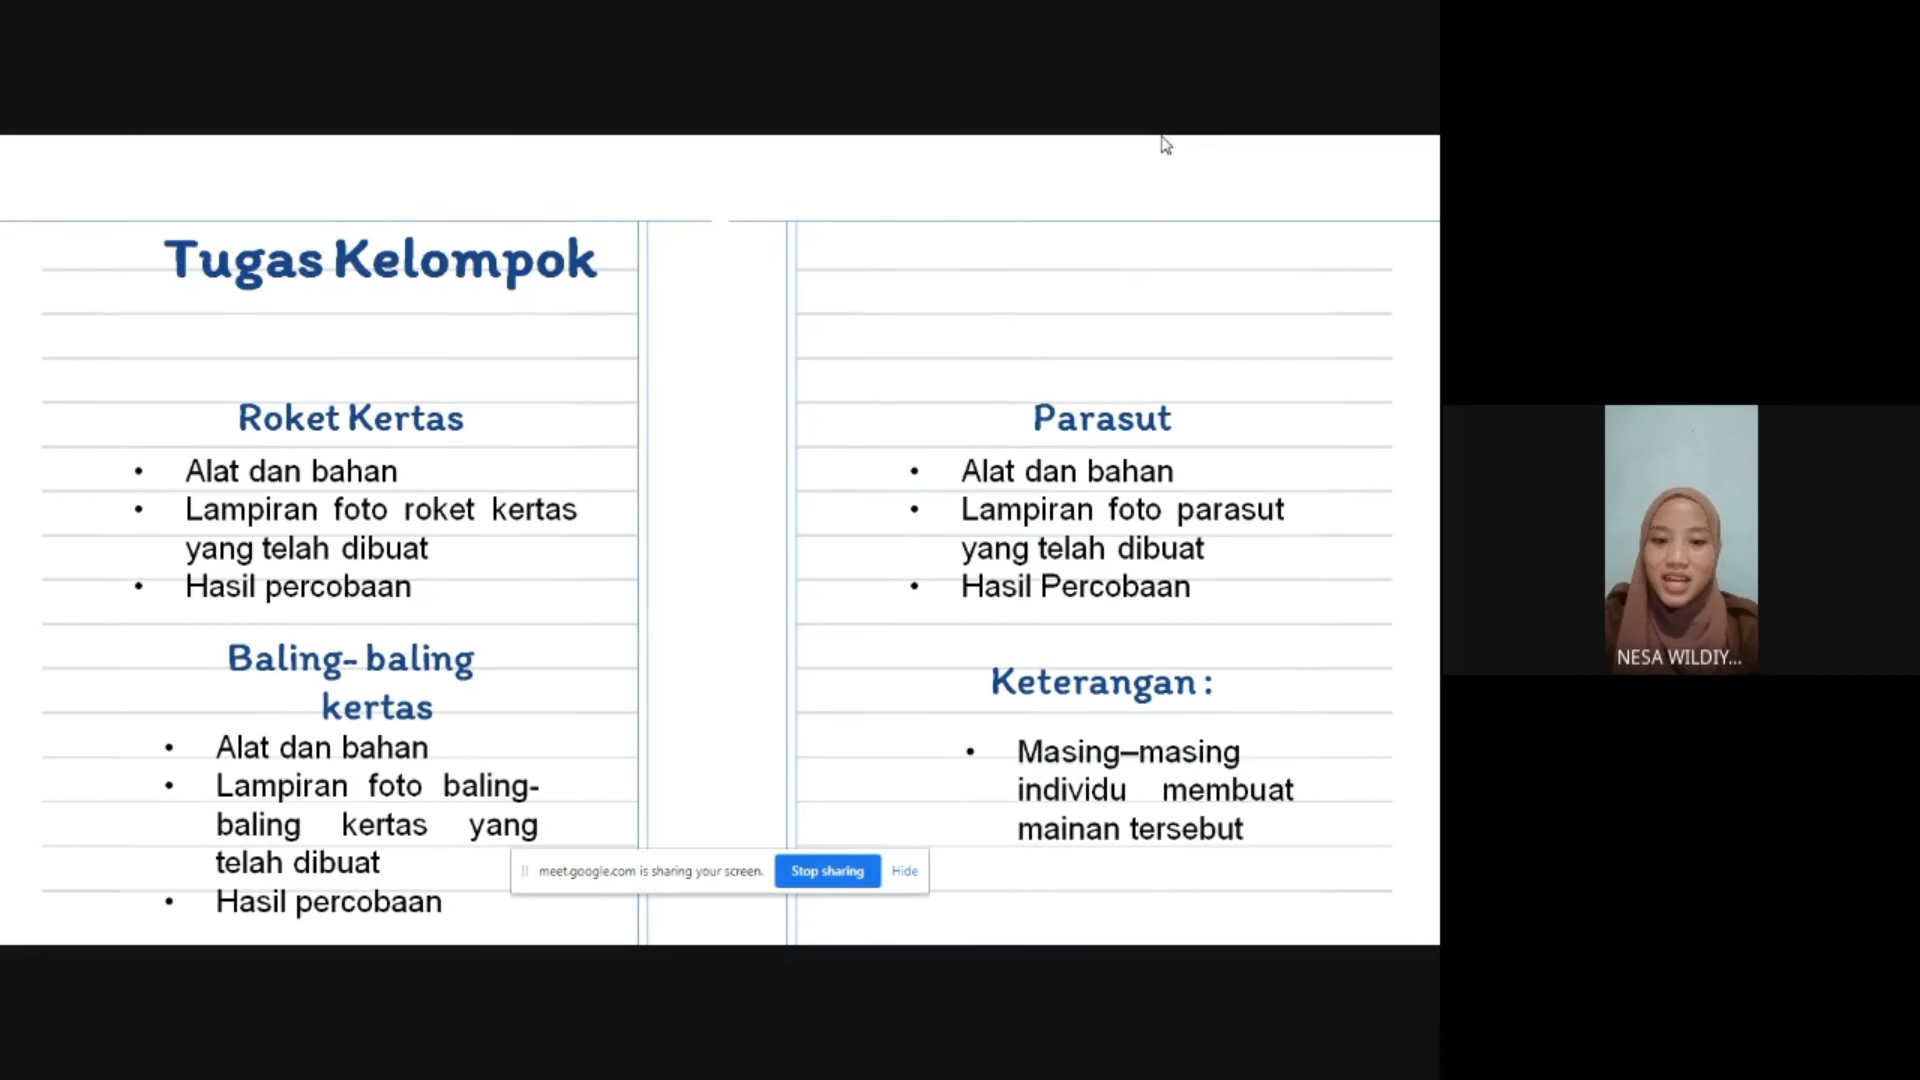 Tugas Kelompok
Roket Kertas
• Alat dan bahan
• Lampiran foto roket kertas
yang telah dibuat
• Hasil percobaan
Baling- baling
kertas
• Alat dan bahan
• Lampiran foto baling-
baling kertas yang
telah dibuat
• Hasil percobaan
Parasut
• Alat dan bahan
• Lampiran foto parasut
yang telah dibuat
• Hasil Percobaan
Keterangan :
• Masing–masing
individu membuat
mainan tersebut
meet.google.com is sharing your screen.
Stop sharing
Hide
NESA WILDIY...